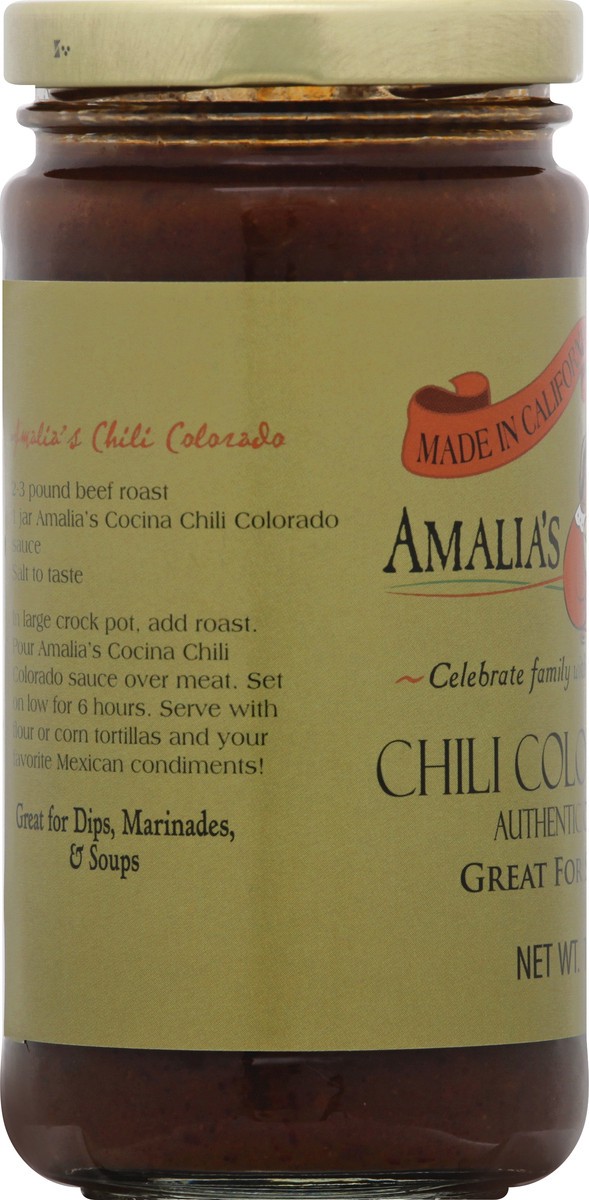 Amalia's Chili Colorado
2-3 pound beef roast
1 jar Amalia's Cocina Chili Colorado
sauce
salt to taste
In large crock pot, add roast.
Pour Amalia's Cocina Chili
Colorado sauce over meat. Set
on low for 6 hours. Serve with
flour or corn tortillas and your
favorite Mexican condiments!
Great for Dips, Marinades,
& Soups
MADE IN CALIFOR
AMALIA'S
~Celebrate family
CHILI COLO
AUTHENTIC
GREAT FOR
NET WT.